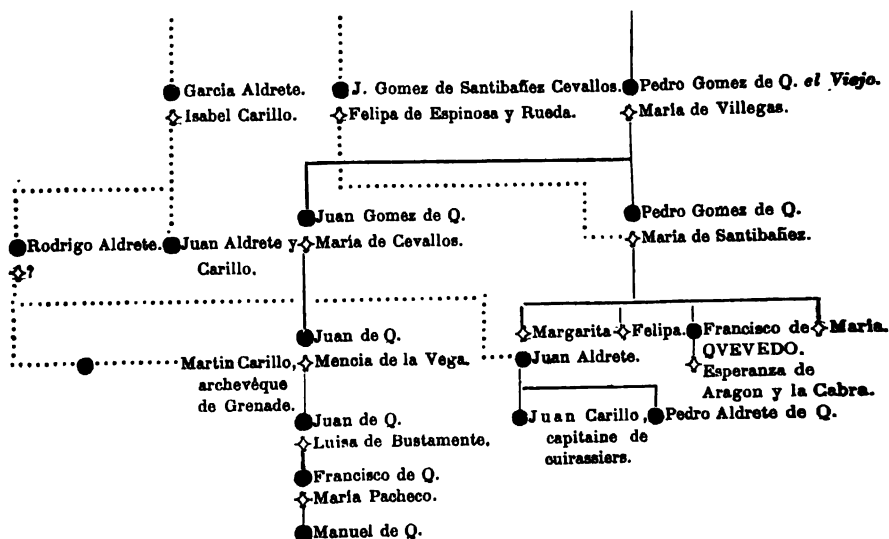 Garcia Aldrete. J. Gomez de Santibañez Cevallos. Pedro Gomez de Q. el Viejo.
Isabel Carillo. Felipa de Espinosa y Rueda. Maria de Villegas.
Juan Gomez de Q. Pedro Gomez de Q.
Rodrigo Aldrete. Juan Aldrete y María de Cevallos. María de Santibañez.
? Carillo.
Juan de Q. Margarita Felipa. Francisco de Maria.
Martin Carillo, Mencia de la Vega. Juan Aldrete. QVEVEDO.
archevêque Esperanza de
de Grenade. Aragon y la Cabra.
Juan de Q. Juan Carillo, Pedro Aldrete de Q.
Luisa de Bustamente. capitaine de
cuirassiers.
Francisco de Q.
María Pacheco.
Manuel de Q.